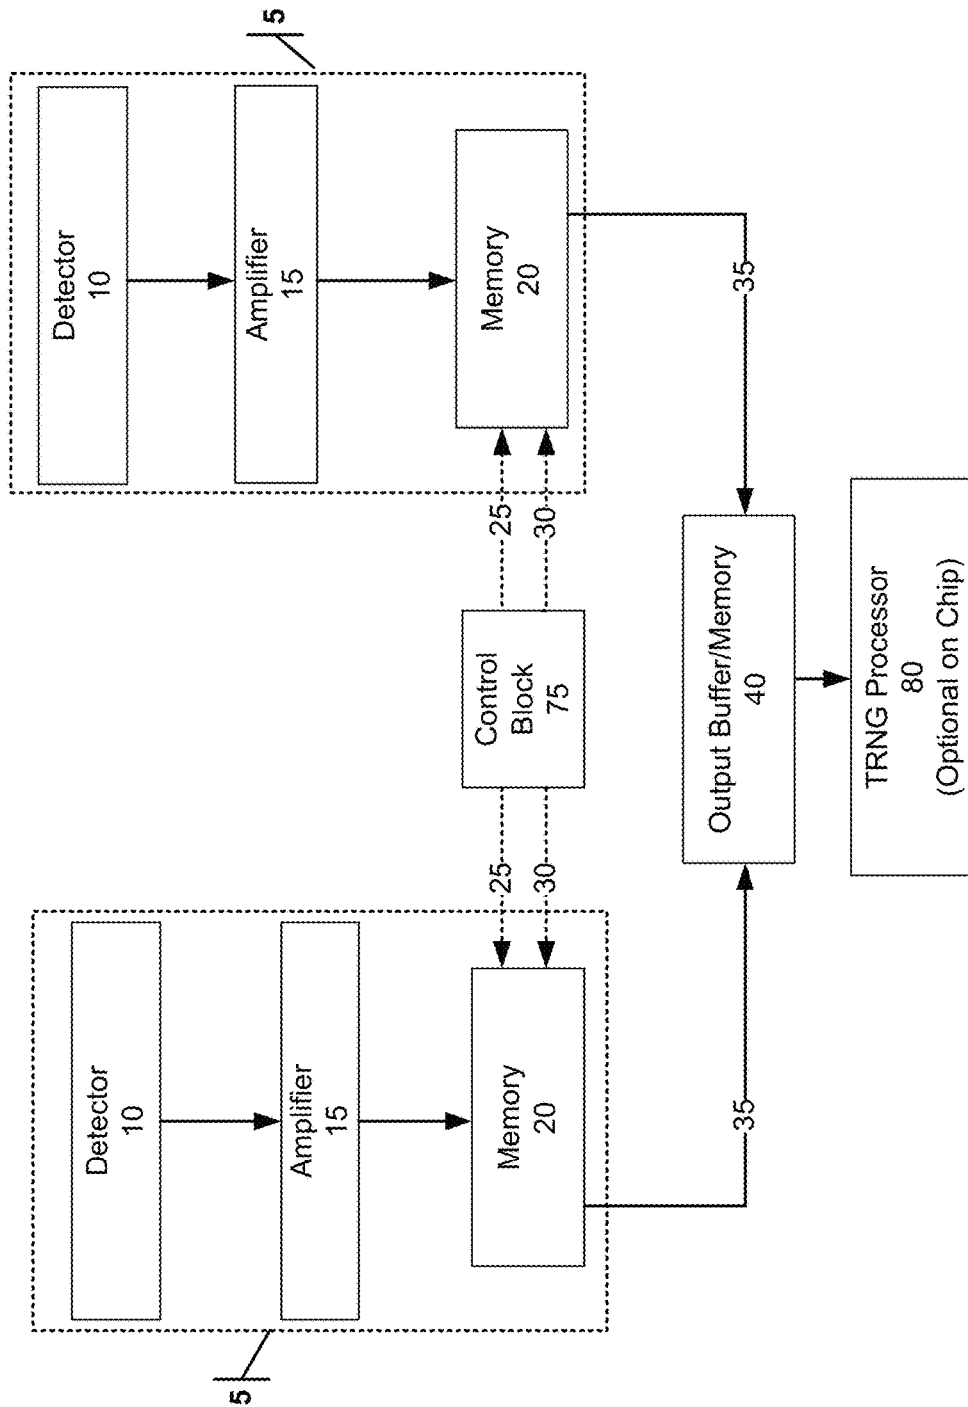 5
Detector
10
Amplifier
15
Memory
20
5
Detector
10
Amplifier
15
Memory
20
25
30
Control
Block
75
25
30
35
35
Output Buffer/Memory
40
TRNG Processor
80
(Optional on Chip)